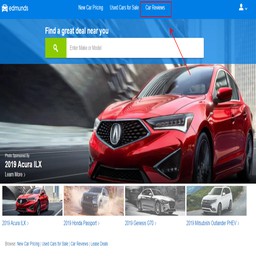 edmunds New Car Pricing Used Cars for Sale Car Reviews
Find a great deal near you
Enter Make or Model
Photo Sponsored By
2019 Acura ILX
Learn More >
2019 Acura ILX 2019 Honda Passport 2019 Genesis G70 2019 Mitsubishi Outlander PHEV
Browse: New Car Pricing | Used Cars for Sale | Car Reviews | Lease Deals